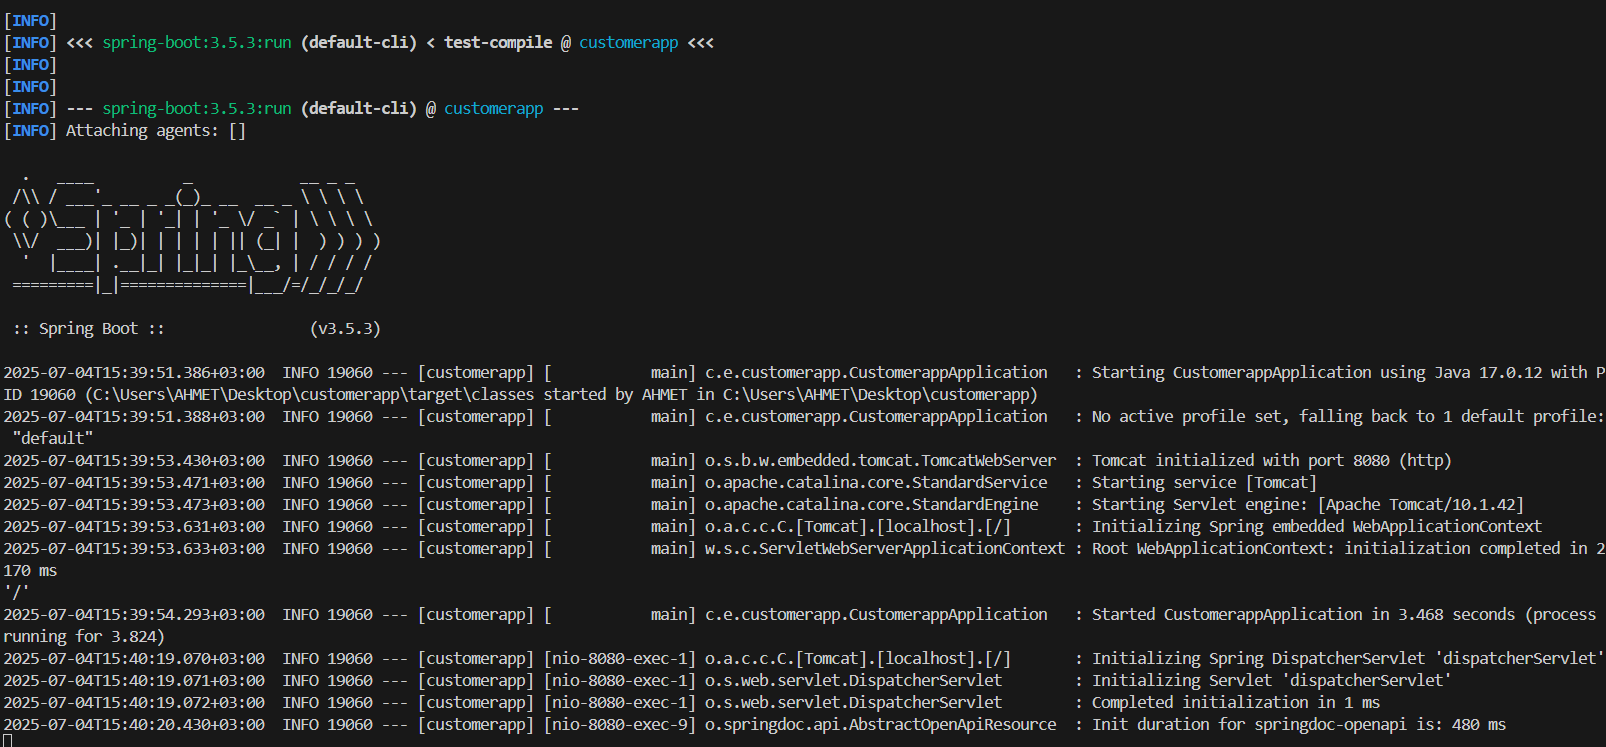 [INFO]
[INFO] <<< spring-boot:3.5.3:run (default-cli) < test-compile @ customerapp <<<
[INFO]
[INFO]
[INFO] --- spring-boot:3.5.3:run (default-cli) @ customerapp ---
[INFO] Attaching agents: []
  .   ____          _            __ _ _
 /\\ / ___'_ __ _ _(_)_ __  __ _ \ \ \ \
( ( )\___ | '_ | '_| | '_ \/ _` | \ \ \ \
 \\/  ___)| |_)| | | | | || (_| |  ) ) ) )
  '  |____| .__|_| |_|_| |_\__, | / / / /
 =========|_|==============|___/=/_/_/_/
 :: Spring Boot ::                (v3.5.3)
2025-07-04T15:39:51.386+03:00  INFO 19060 --- [customerapp] [           main] c.e.customerapp.CustomerappApplication   : Starting CustomerappApplication using Java 17.0.12 with P
ID 19060 (C:\Users\AHMET\Desktop\customerapp\target\classes started by AHMET in C:\Users\AHMET\Desktop\customerapp)
2025-07-04T15:39:51.388+03:00  INFO 19060 --- [customerapp] [           main] c.e.customerapp.CustomerappApplication   : No active profile set, falling back to 1 default profile:
 "default"
2025-07-04T15:39:53.430+03:00  INFO 19060 --- [customerapp] [           main] o.s.b.w.embedded.tomcat.TomcatWebServer  : Tomcat initialized with port 8080 (http)
2025-07-04T15:39:53.471+03:00  INFO 19060 --- [customerapp] [           main] o.apache.catalina.core.StandardService   : Starting service [Tomcat]
2025-07-04T15:39:53.473+03:00  INFO 19060 --- [customerapp] [           main] o.apache.catalina.core.StandardEngine    : Starting Servlet engine: [Apache Tomcat/10.1.42]
2025-07-04T15:39:53.631+03:00  INFO 19060 --- [customerapp] [           main] o.a.c.c.C.[Tomcat].[localhost].[/]       : Initializing Spring embedded WebApplicationContext
2025-07-04T15:39:53.633+03:00  INFO 19060 --- [customerapp] [           main] w.s.c.ServletWebServerApplicationContext : Root WebApplicationContext: initialization completed in 2
170 ms
'/'
2025-07-04T15:39:54.293+03:00  INFO 19060 --- [customerapp] [           main] c.e.customerapp.CustomerappApplication   : Started CustomerappApplication in 3.468 seconds (process
running for 3.824)
2025-07-04T15:40:19.070+03:00  INFO 19060 --- [customerapp] [nio-8080-exec-1] o.a.c.c.C.[Tomcat].[localhost].[/]       : Initializing Spring DispatcherServlet 'dispatcherServlet'
2025-07-04T15:40:19.071+03:00  INFO 19060 --- [customerapp] [nio-8080-exec-1] o.s.web.servlet.DispatcherServlet        : Initializing Servlet 'dispatcherServlet'
2025-07-04T15:40:19.072+03:00  INFO 19060 --- [customerapp] [nio-8080-exec-1] o.s.web.servlet.DispatcherServlet        : Completed initialization in 1 ms
2025-07-04T15:40:20.430+03:00  INFO 19060 --- [customerapp] [nio-8080-exec-9] o.springdoc.api.AbstractOpenApiResource  : Init duration for springdoc-openapi is: 480 ms